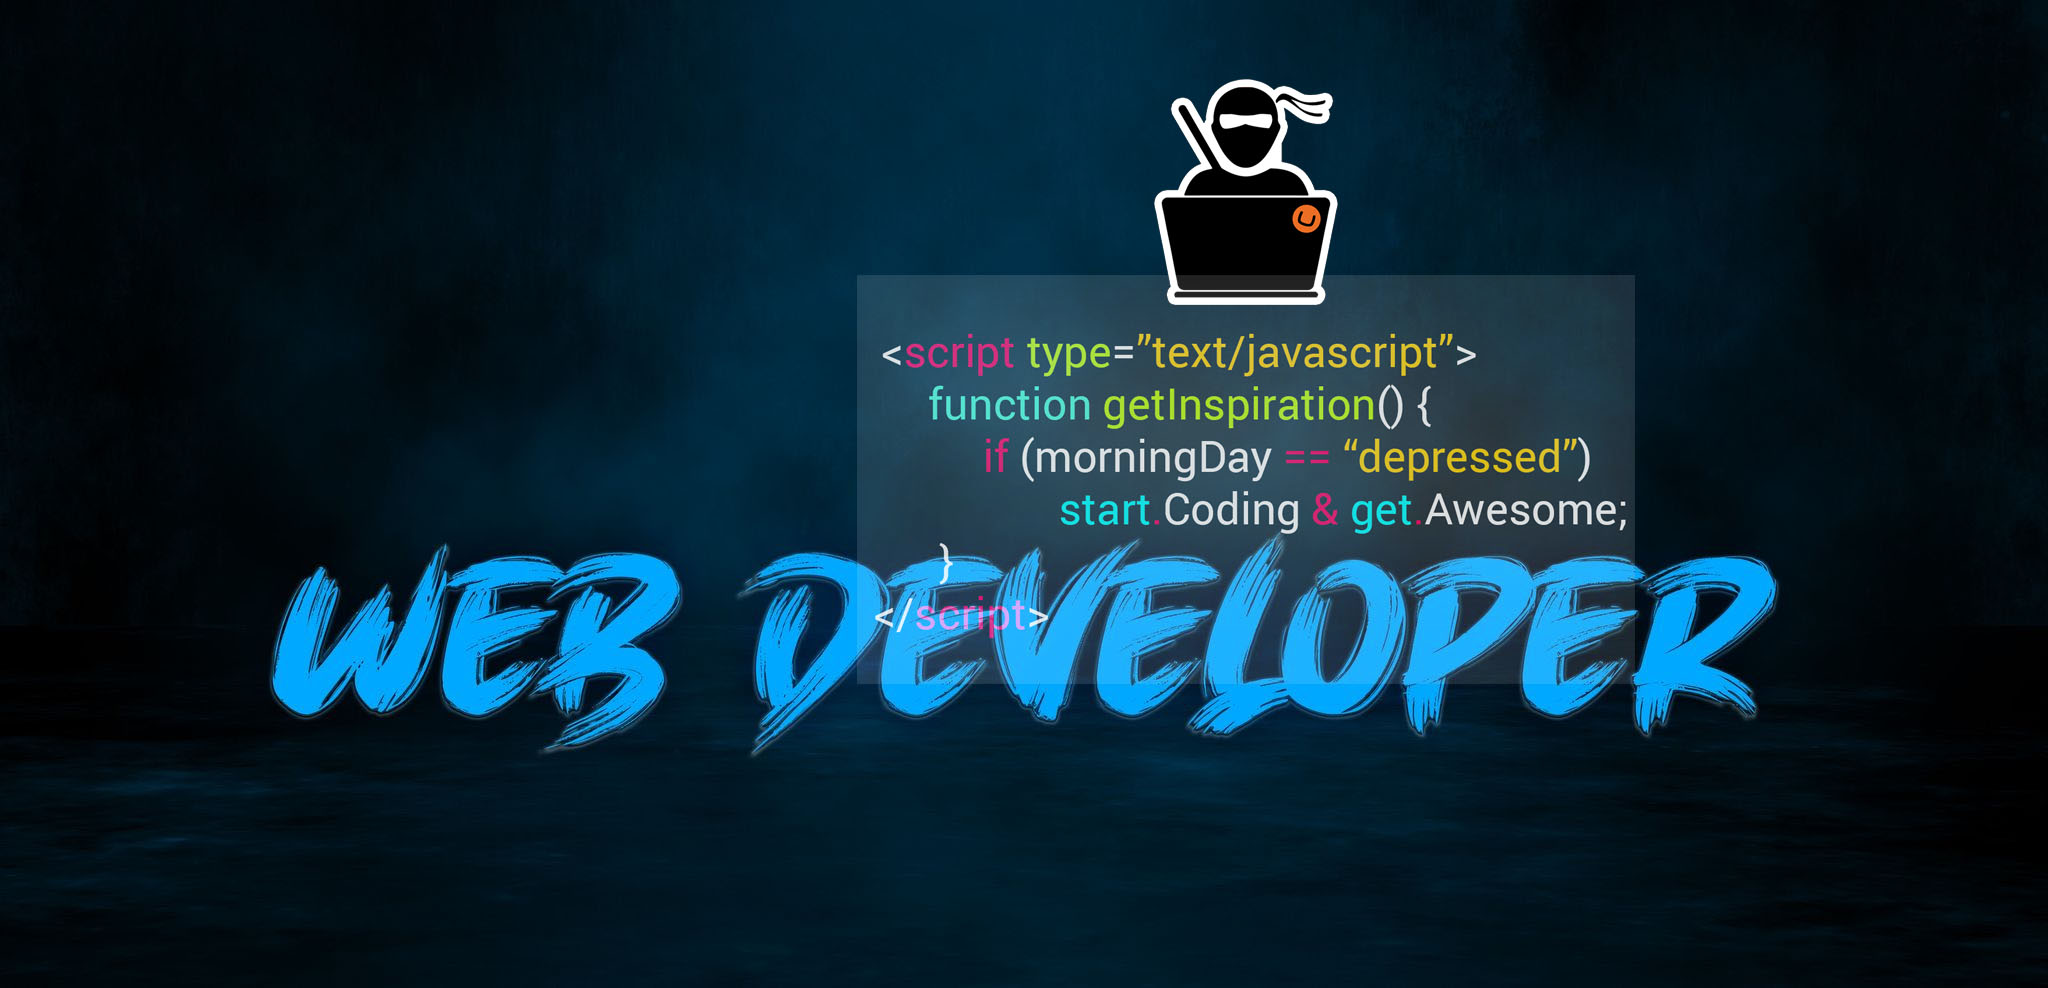 <script type=”text/javascript”>
function getInspiration() {
if (morningDay == “depressed”)
start.Coding & get.Awesome;
}
</script>
WEB DEVELOPER